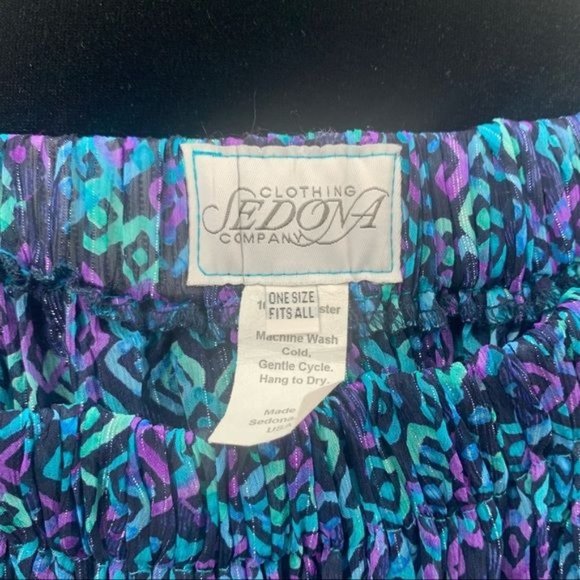 CLOTHING
SEDONA
COMPANY
ONE SIZE
FITS ALL
Machine Wash
Cold,
Gentle Cycle.
Hang to Dry.
Made
Sedona
USA